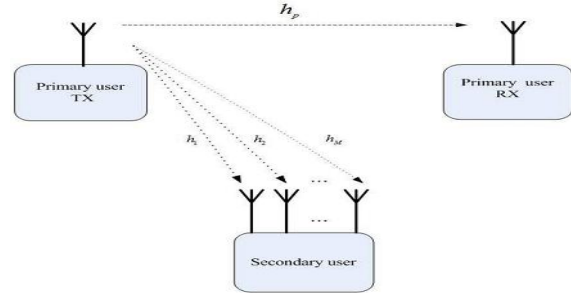 h_p
Primary user
TX
Primary user
RX
h_1
h_2
h_M
...
...
Secondary user